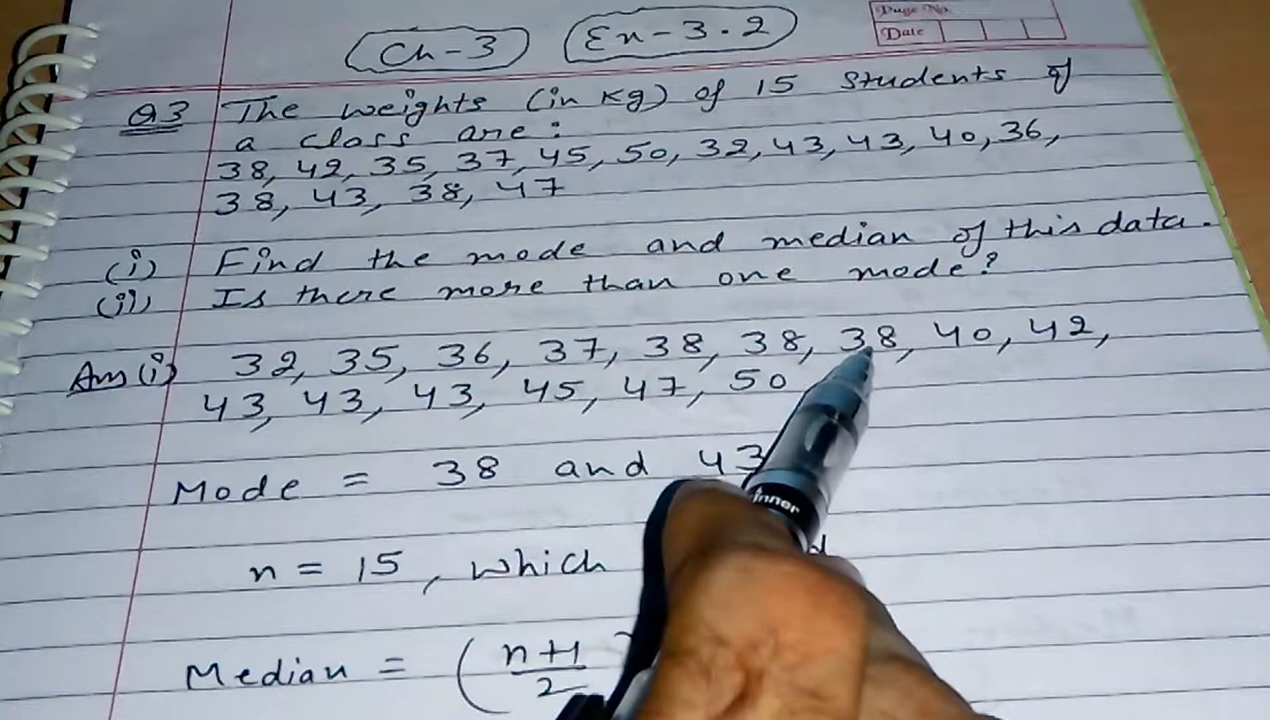 Page No.
Date
Ch-3 Ex-3.2
Q3 The weights (in kg) of 15 students of
a class are:
38, 42, 35, 37, 45, 50, 32, 43, 43, 40, 36,
38, 43, 38, 47
(i) Find the mode and median of this data.
(ii) Is there more than one mode?
Ans(i) 32, 35, 36, 37, 38, 38, 38, 40, 42,
43, 43, 43, 45, 47, 50
Mode = 38 and 43
n = 15, which
Median = (n+1/2